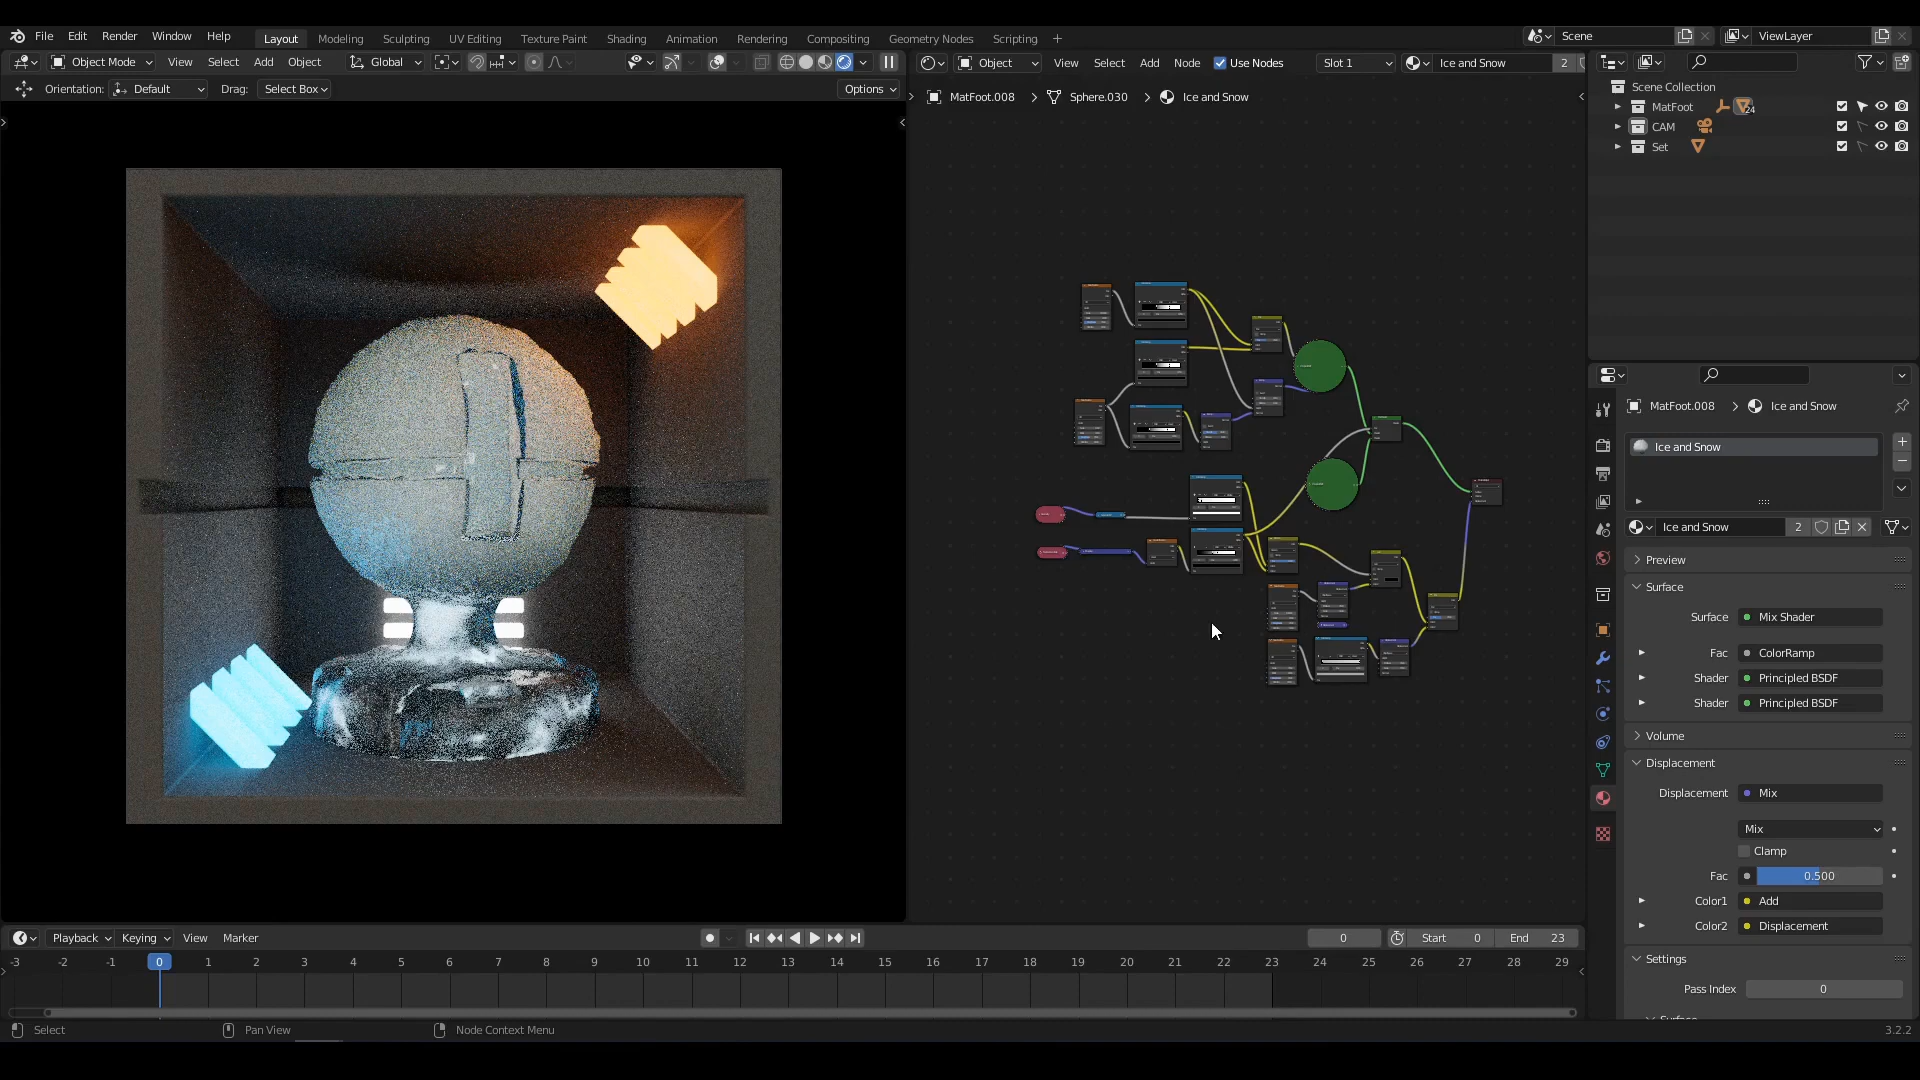 File Edit Render Window Help Layout Modeling Sculpting UV Editing Texture Paint Shading Animation Rendering Compositing Geometry Nodes Scripting + Scene ViewLayer
Object Mode View Select Add Object Global Object View Select Add Node Use Nodes Slot 1 Ice and Snow 2
Orientation: Default Drag: Select Box Options
MatFoot.008 Sphere.030 Ice and Snow
Scene Collection
MatFoot 24
CAM
Set
MatFoot.008 Ice and Snow
Ice and Snow
Ice and Snow 2
Preview
Surface
Surface Mix Shader
Fac ColorRamp
Shader Principled BSDF
Shader Principled BSDF
Volume
Displacement
Displacement Mix
Mix
Clamp
Fac 0.500
Color1 Add
Color2 Displacement
Settings
Pass Index 0
Surface
Playback Keying View Marker 0 Start 0 End 23
-3 -2 -1 0 1 2 3 4 5 6 7 8 9 10 11 12 13 14 15 16 17 18 19 20 21 22 23 24 25 26 27 28 29
Select Pan View Node Context Menu 3.2.2